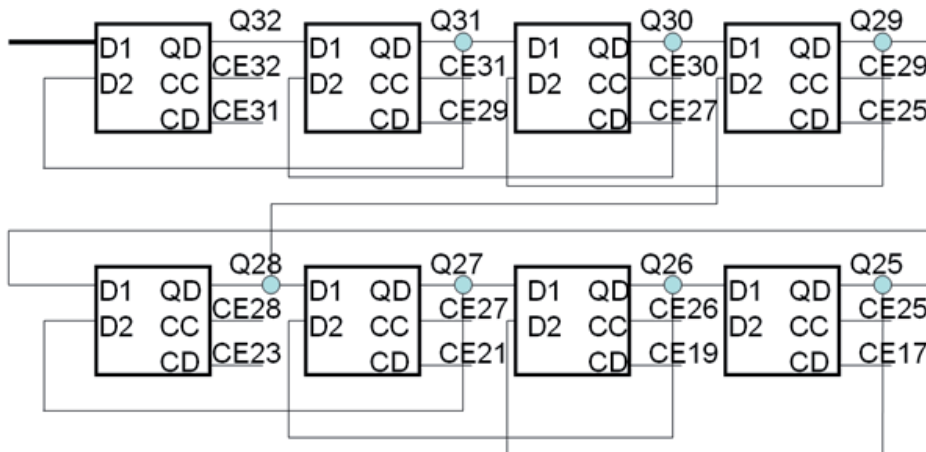 Q32 Q31 Q30 Q29
D1 QD D1 QD D1 QD D1 QD
CE32 CE31 CE30 CE29
D2 CC D2 CC D2 CC D2 CC
CE31 CE29 CE27 CE25
CD CD CD CD
Q28 Q27 Q26 Q25
D1 QD D1 QD D1 QD D1 QD
CE28 CE27 CE26 CE25
D2 CC D2 CC D2 CC D2 CC
CE23 CE21 CE19 CE17
CD CD CD CD